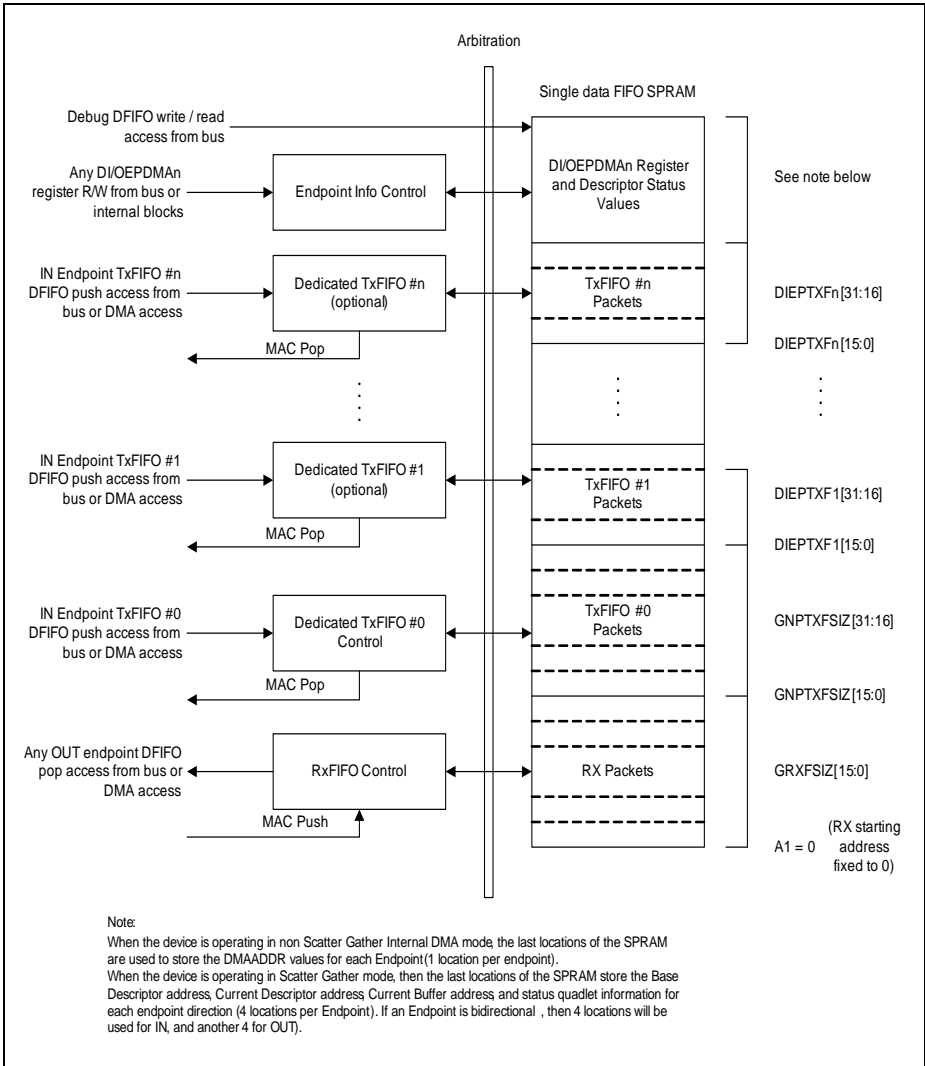 Arbitration
Single data FIFO SPRAM
Debug DFIFO write / read
access from bus
Any DI/OEPDMAn
register R/W from bus or
internal blocks
Endpoint Info Control
DI/OEPDMAn Register
and Descriptor Status
Values
See note below
IN Endpoint TxFIFO #n
DFIFO push access from
bus or DMA access
Dedicated TxFIFO #n
(optional)
MAC Pop
TxFIFO #n
Packets
DIEPTXFn[31:16]
DIEPTXFn[15:0]
IN Endpoint TxFIFO #1
DFIFO push access from
bus or DMA access
Dedicated TxFIFO #1
(optional)
MAC Pop
TxFIFO #1
Packets
DIEPTXF1[31:16]
DIEPTXF1[15:0]
IN Endpoint TxFIFO #0
DFIFO push access from
bus or DMA access
Dedicated TxFIFO #0
Control
MAC Pop
TxFIFO #0
Packets
GNPTXFSIZ[31:16]
GNPTXFSIZ[15:0]
Any OUT endpoint DFIFO
pop access from bus or
DMA access
RxFIFO Control
MAC Push
RX Packets
GRXFSIZ[15:0]
A1 = 0
(RX starting
address
fixed to 0)
Note:
When the device is operating in non Scatter Gather Internal DMA mode, the last locations of the SPRAM
are used to store the DMAADDR values for each Endpoint(1 location per endpoint).
When the device is operating in Scatter Gather mode, then the last locations of the SPRAM store the Base
Descriptor address, Current Descriptor address, Current Buffer address, and status quadlet information for
each endpoint direction (4 locations per Endpoint). If an Endpoint is bidirectional , then 4 locations will be
used for IN, and another 4 for OUT).